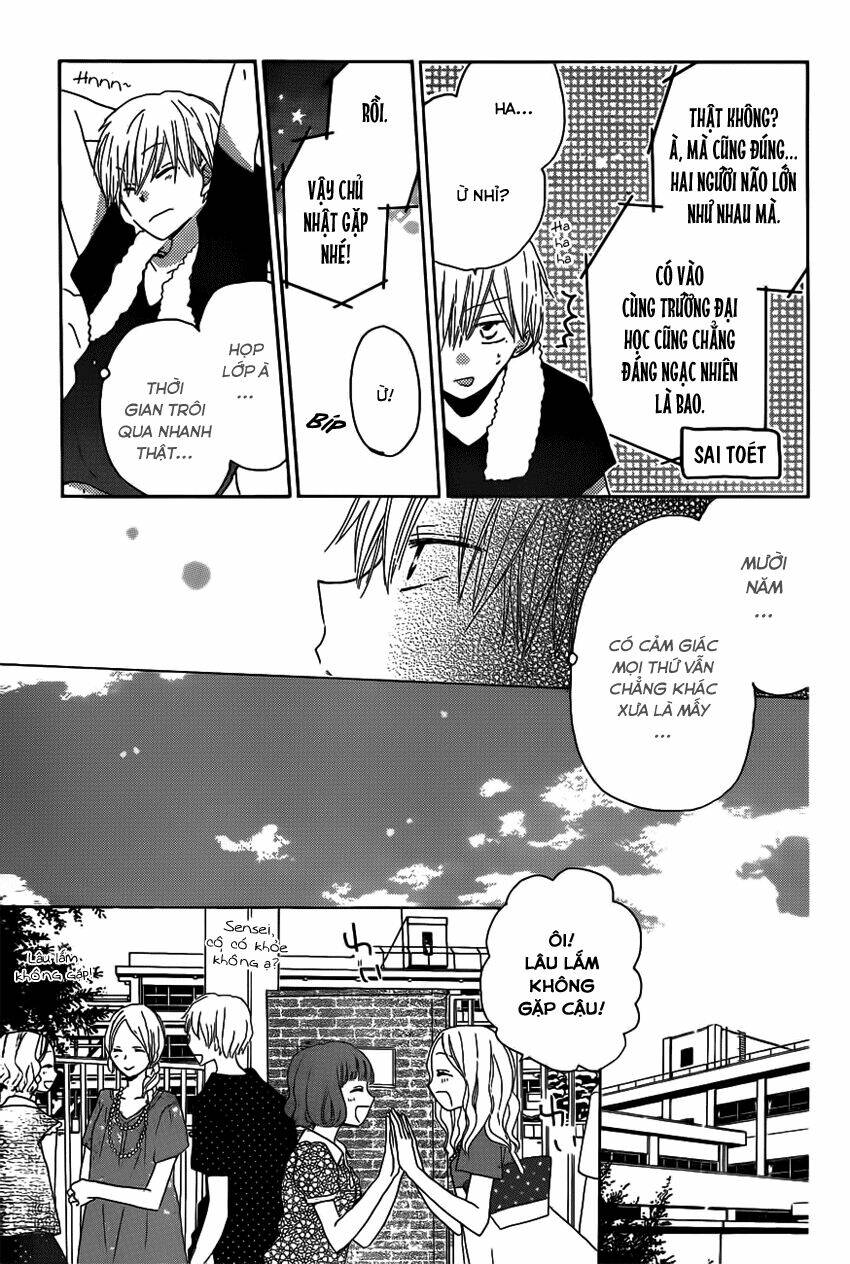 THẬT KHÔNG?
À, MÀ CŨNG ĐÚNG...
HAI NGƯỜI NÃO LỚN
NHƯ NHAU MÀ.
CÓ VÀO
CÙNG TRƯỜNG ĐẠI
HỌC CŨNG CHẲNG
ĐÁNG NGẠC NHIÊN
LÀ BAO.
SAI TOÉT
HA...
Ừ NHỈ?
Ha
ha
ha
RỒI.
VẬY CHỦ
NHẬT GẶP
NHÉ!
Ừ!
Bíp
Hnnn~
HỌP
LỚP À
...
THỜI
GIAN TRÔI
QUA NHANH
THẬT...
MƯỜI
NĂM
...
CÓ CẢM GIÁC
MỌI THỨ VẪN
CHẲNG KHÁC
XƯA LÀ MẤY
...
ÔI!
LÂU LẮM
KHÔNG
GẶP CẬU!
Sensei,
cô có khỏe
không ạ?
Lâu lắm
không gặp!